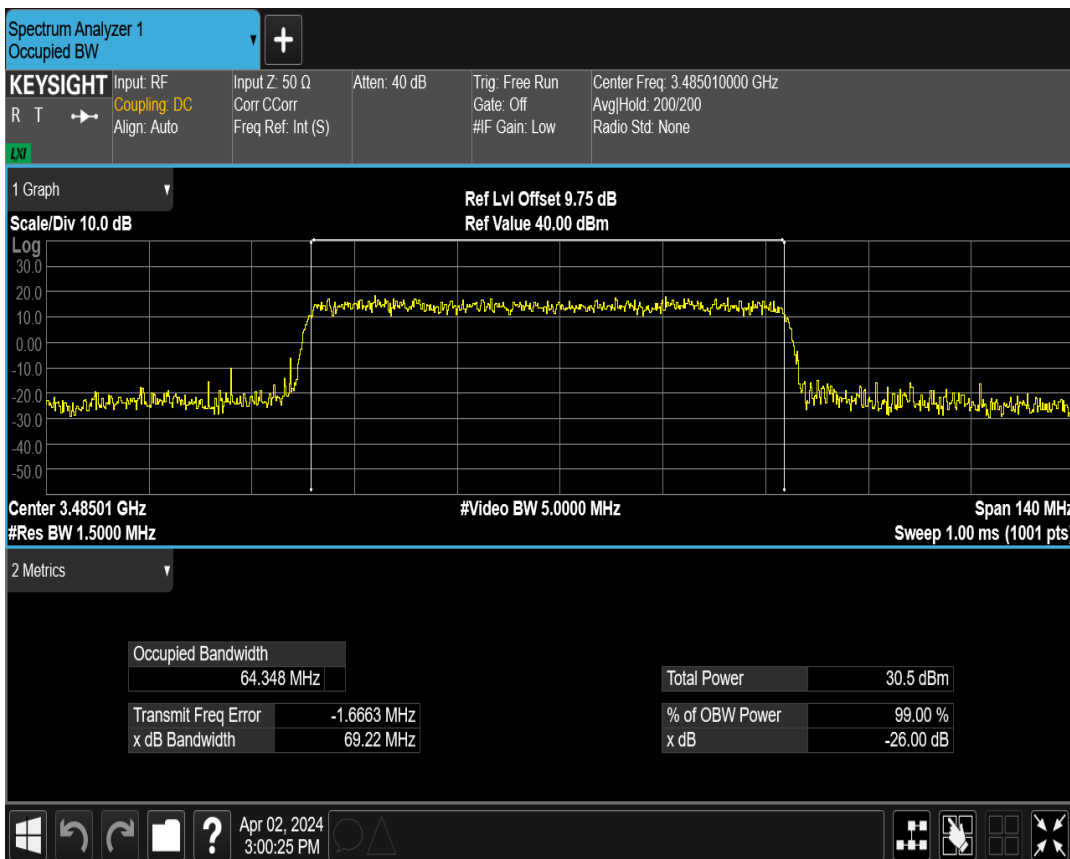 Spectrum Analyzer 1
Occupied BW
KEYSIGHT
R T
LXI
Input: RF
Coupling: DC
Align: Auto
Input Z: 50 Ω
Corr CCorr
Freq Ref: Int (S)
Atten: 40 dB
Trig: Free Run
Gate: Off
#IF Gain: Low
Center Freq: 3.485010000 GHz
Avg|Hold: 200/200
Radio Std: None
1 Graph
Scale/Div 10.0 dB
Ref Lvl Offset 9.75 dB
Ref Value 40.00 dBm
Log
30.0
20.0
10.0
0.00
-10.0
-20.0
-30.0
-40.0
-50.0
Center 3.48501 GHz
#Video BW 5.0000 MHz
Span 140 MHz
#Res BW 1.5000 MHz
Sweep 1.00 ms (1001 pts)
2 Metrics
Occupied Bandwidth
64.348 MHz
Total Power 30.5 dBm
Transmit Freq Error -1.6663 MHz
% of OBW Power 99.00 %
x dB Bandwidth 69.22 MHz
x dB -26.00 dB
?
Apr 02, 2024
3:00:25 PM